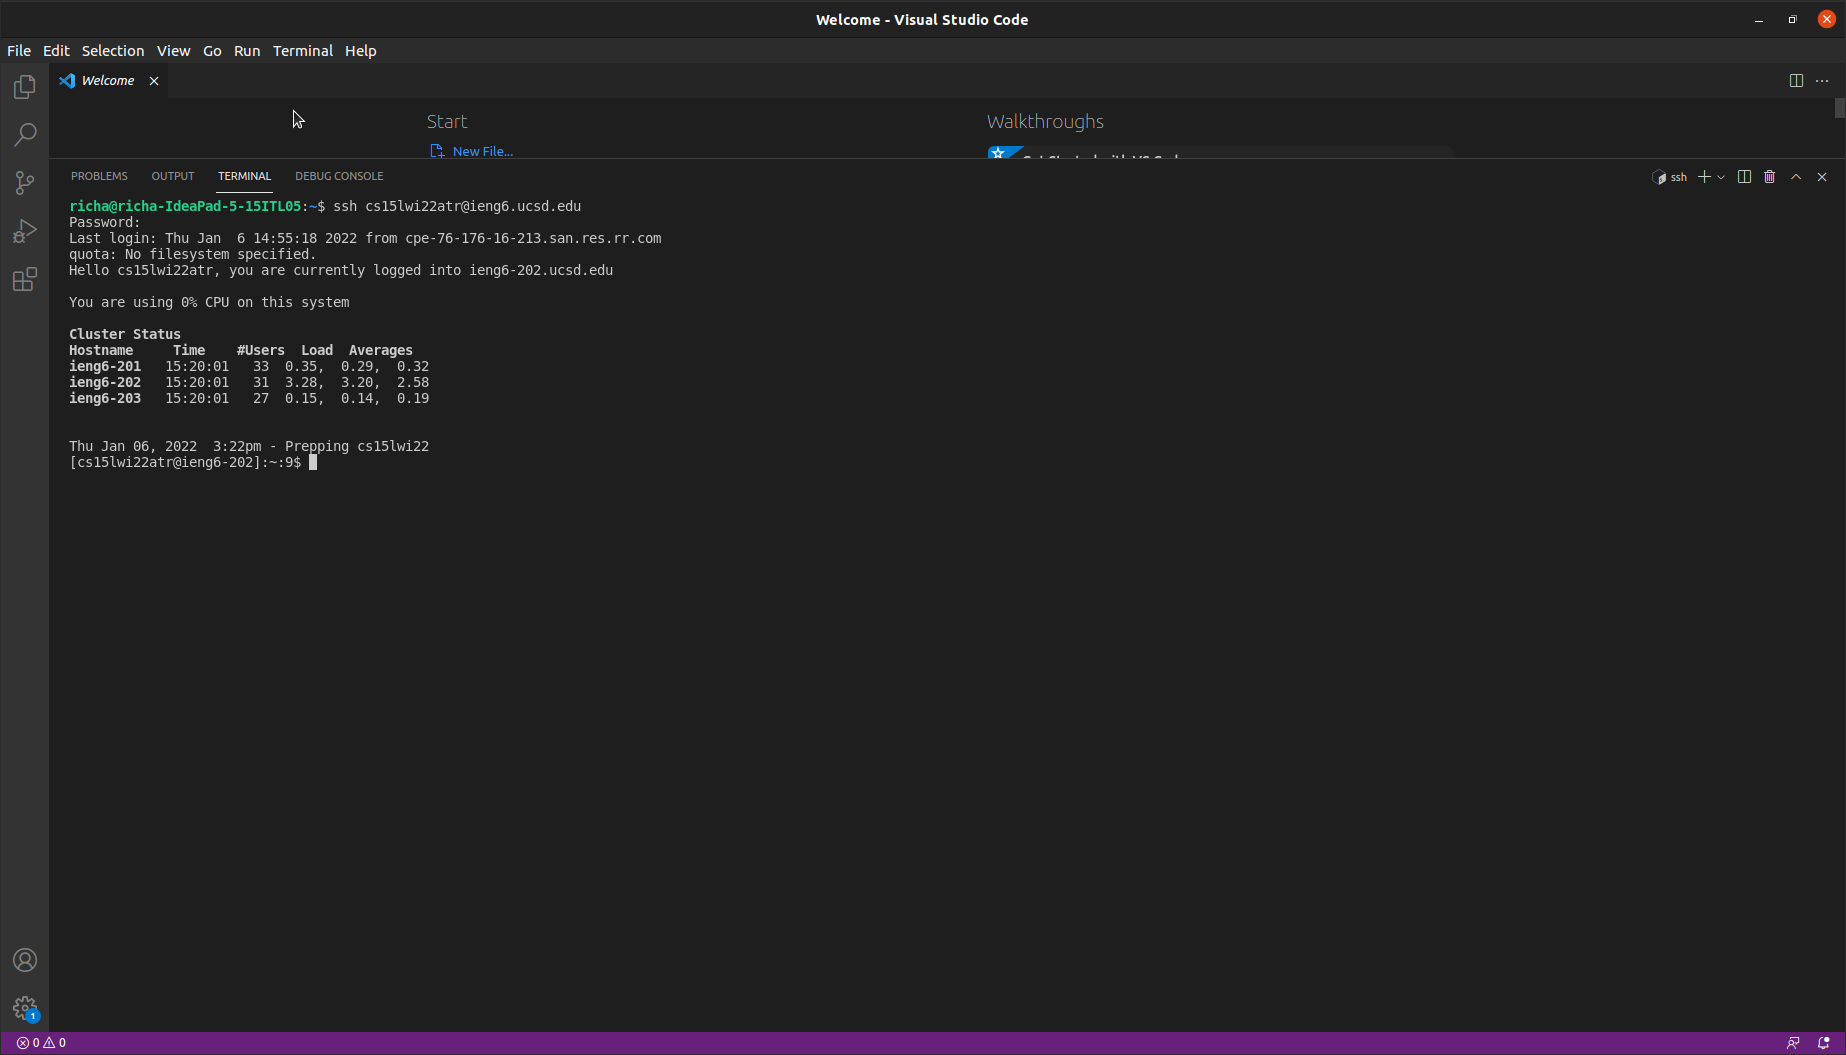 Welcome - Visual Studio Code
File Edit Selection View Go Run Terminal Help
Welcome
Start
Walkthroughs
New File...
Get Started with VS Code
PROBLEMS OUTPUT TERMINAL DEBUG CONSOLE
ssh
richa@richa-IdeaPad-5-15ITL05:~$ ssh cs15lwi22atr@ieng6.ucsd.edu
Password:
Last login: Thu Jan  6 14:55:18 2022 from cpe-76-176-16-213.san.res.rr.com
quota: No filesystem specified.
Hello cs15lwi22atr, you are currently logged into ieng6-202.ucsd.edu
You are using 0% CPU on this system
Cluster Status
Hostname     Time    #Users  Load  Averages
ieng6-201   15:20:01   33  0.35,  0.29,  0.32
ieng6-202   15:20:01   31  3.28,  3.20,  2.58
ieng6-203   15:20:01   27  0.15,  0.14,  0.19
Thu Jan 06, 2022  3:22pm - Prepping cs15lwi22
[cs15lwi22atr@ieng6-202]:~:9$
1
0 0